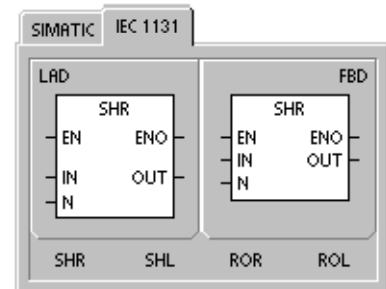 SIMATIC IEC 1131
LAD FBD
SHR SHR
EN ENO EN ENO
IN OUT IN OUT
N N
SHR SHL ROR ROL